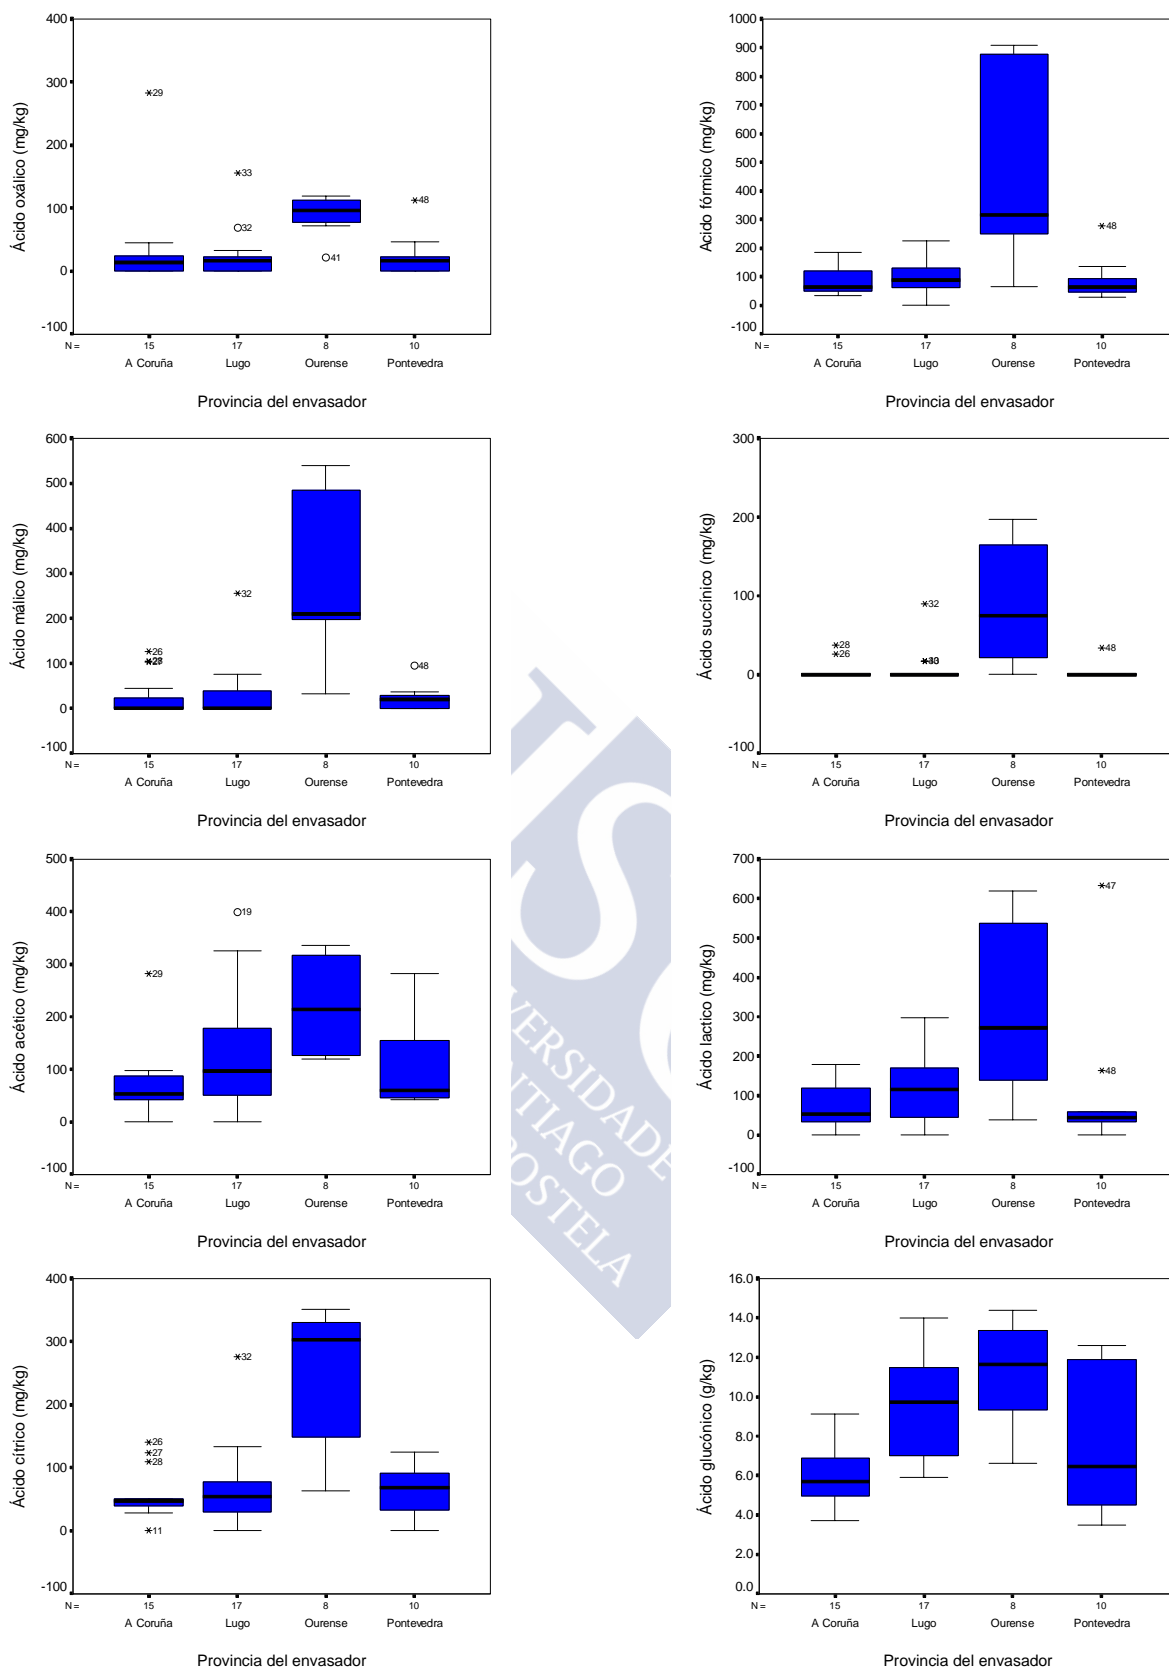 Ácido oxálico (mg/kg)
400
300
200
100
0
-100
29
33
32
41
48
N =
15
17
8
10
A Coruña
Lugo
Ourense
Pontevedra
Provincia del envasador
Ácido fórmico (mg/kg)
1000
900
800
700
600
500
400
300
200
100
0
-100
48
N =
15
17
8
10
A Coruña
Lugo
Ourense
Pontevedra
Provincia del envasador
Ácido málico (mg/kg)
600
500
400
300
200
100
0
-100
26
32
48
N =
15
17
8
10
A Coruña
Lugo
Ourense
Pontevedra
Provincia del envasador
Ácido succínico (mg/kg)
300
200
100
0
-100
28
26
32
48
N =
15
17
8
10
A Coruña
Lugo
Ourense
Pontevedra
Provincia del envasador
Ácido acético (mg/kg)
500
400
300
200
100
0
-100
29
19
N =
15
17
8
10
A Coruña
Lugo
Ourense
Pontevedra
Provincia del envasador
Ácido lactico (mg/kg)
700
600
500
400
300
200
100
0
-100
47
48
N =
15
17
8
10
A Coruña
Lugo
Ourense
Pontevedra
Provincia del envasador
Ácido cítrico (mg/kg)
400
300
200
100
0
-100
26
27
28
11
32
N =
15
17
8
10
A Coruña
Lugo
Ourense
Pontevedra
Provincia del envasador
Ácido glucónico (g/kg)
16.0
14.0
12.0
10.0
8.0
6.0
4.0
2.0
0.0
N =
15
17
8
10
A Coruña
Lugo
Ourense
Pontevedra
Provincia del envasador
VERSIDADE
NTIAGO
POSTELA